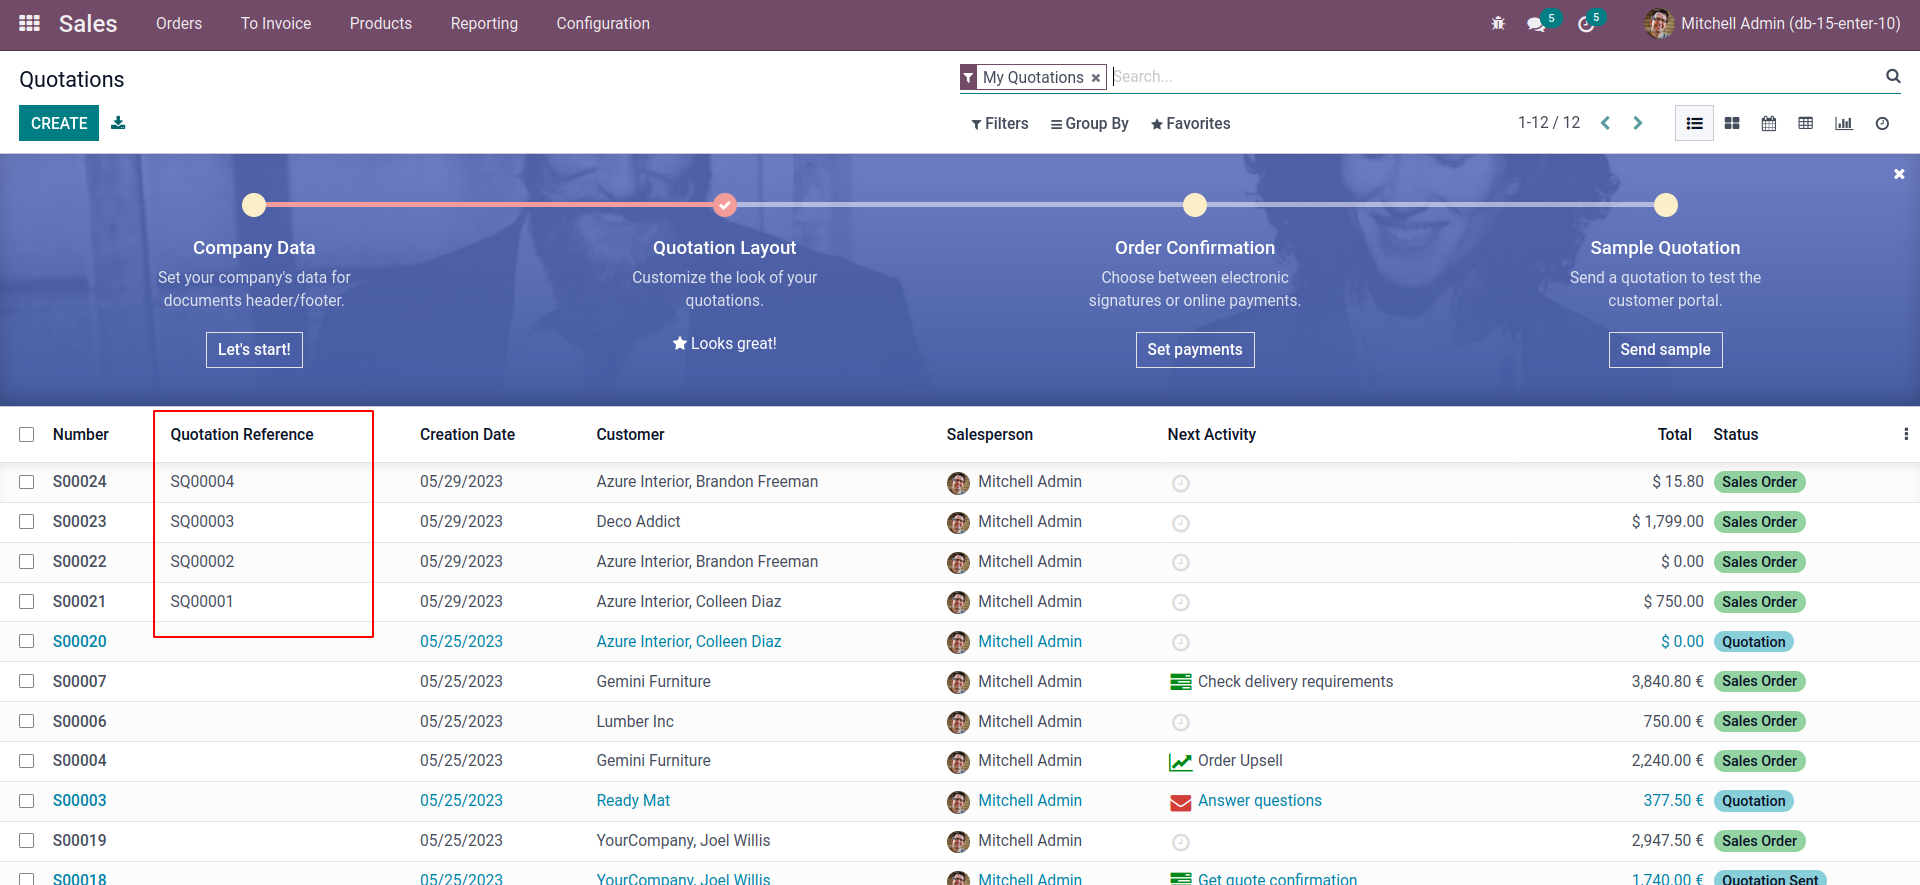 Sales Orders To Invoice Products Reporting Configuration 5 5 Mitchell Admin (db-15-enter-10)
Quotations My Quotations × Search...
CREATE Filters Group By Favorites 1-12 / 12
Company Data Quotation Layout Order Confirmation Sample Quotation
Set your company's data for Customize the look of your Choose between electronic Send a quotation to test the
documents header/footer. quotations. signatures or online payments. customer portal.
Let's start! Looks great! Set payments Send sample
Number Quotation Reference Creation Date Customer Salesperson Next Activity Total Status
S00024 SQ00004 05/29/2023 Azure Interior, Brandon Freeman Mitchell Admin $ 15.80 Sales Order
S00023 SQ00003 05/29/2023 Deco Addict Mitchell Admin $ 1,799.00 Sales Order
S00022 SQ00002 05/29/2023 Azure Interior, Brandon Freeman Mitchell Admin $ 0.00 Sales Order
S00021 SQ00001 05/29/2023 Azure Interior, Colleen Diaz Mitchell Admin $ 750.00 Sales Order
S00020 05/25/2023 Azure Interior, Colleen Diaz Mitchell Admin $ 0.00 Quotation
S00007 05/25/2023 Gemini Furniture Mitchell Admin Check delivery requirements 3,840.80 € Sales Order
S00006 05/25/2023 Lumber Inc Mitchell Admin 750.00 € Sales Order
S00004 05/25/2023 Gemini Furniture Mitchell Admin Order Upsell 2,240.00 € Sales Order
S00003 05/25/2023 Ready Mat Mitchell Admin Answer questions 377.50 € Quotation
S00019 05/25/2023 YourCompany, Joel Willis Mitchell Admin 2,947.50 € Sales Order
S00018 05/25/2023 YourCompany, Joel Willis Mitchell Admin Get quote confirmation 1,740.00 € Quotation Sent